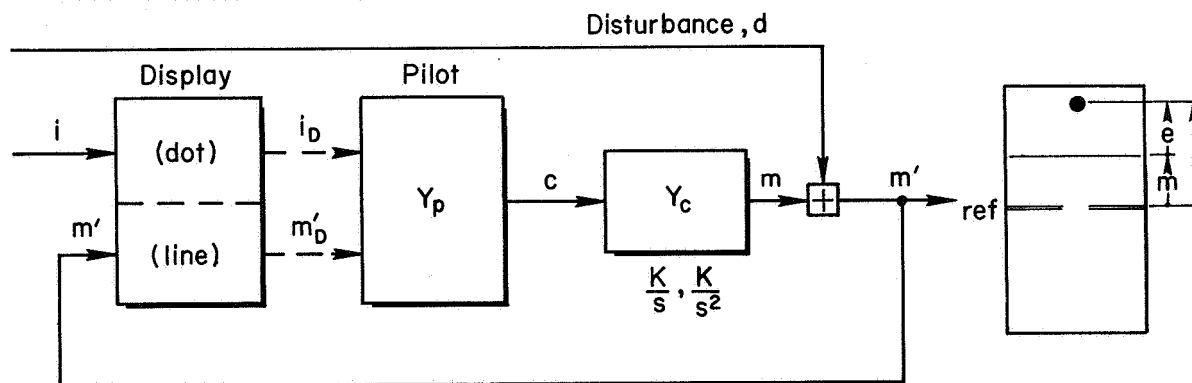 Disturbance, d
Display
Pilot
i
(dot)
i_D
Y_p
c
Y_c
m
+
m′
ref
e
m
m′
(line)
m′_D
K/s, K/s²